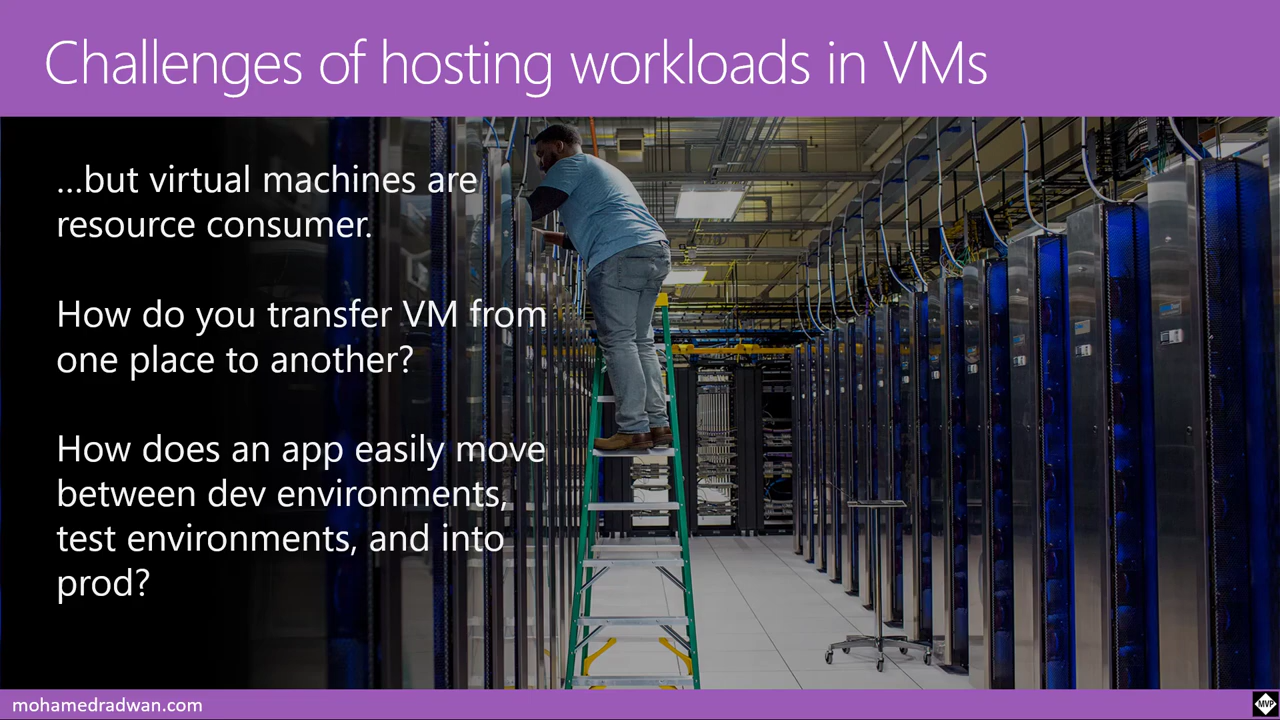 Challenges of hosting workloads in VMs
...but virtual machines are
resource consumer.
How do you transfer VM from
one place to another?
How does an app easily move
between dev environments,
test environments, and into
prod?
mohamedradwan.com
MVP